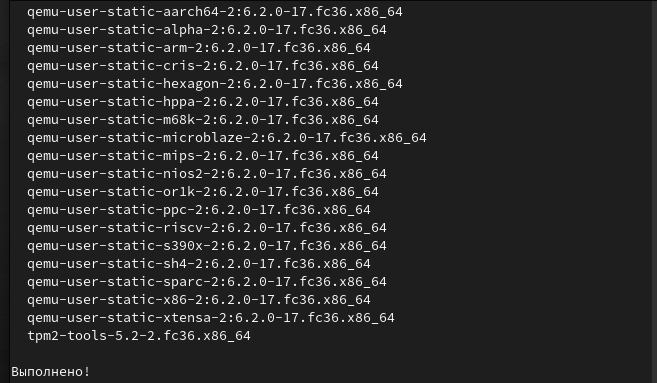 qemu-user-static-aarch64-2:6.2.0-17.fc36.x86_64
qemu-user-static-alpha-2:6.2.0-17.fc36.x86_64
qemu-user-static-arm-2:6.2.0-17.fc36.x86_64
qemu-user-static-cris-2:6.2.0-17.fc36.x86_64
qemu-user-static-hexagon-2:6.2.0-17.fc36.x86_64
qemu-user-static-hppa-2:6.2.0-17.fc36.x86_64
qemu-user-static-m68k-2:6.2.0-17.fc36.x86_64
qemu-user-static-microblaze-2:6.2.0-17.fc36.x86_64
qemu-user-static-mips-2:6.2.0-17.fc36.x86_64
qemu-user-static-nios2-2:6.2.0-17.fc36.x86_64
qemu-user-static-or1k-2:6.2.0-17.fc36.x86_64
qemu-user-static-ppc-2:6.2.0-17.fc36.x86_64
qemu-user-static-riscv-2:6.2.0-17.fc36.x86_64
qemu-user-static-s390x-2:6.2.0-17.fc36.x86_64
qemu-user-static-sh4-2:6.2.0-17.fc36.x86_64
qemu-user-static-sparc-2:6.2.0-17.fc36.x86_64
qemu-user-static-x86-2:6.2.0-17.fc36.x86_64
qemu-user-static-xtensa-2:6.2.0-17.fc36.x86_64
tpm2-tools-5.2-2.fc36.x86_64
Выполнено!